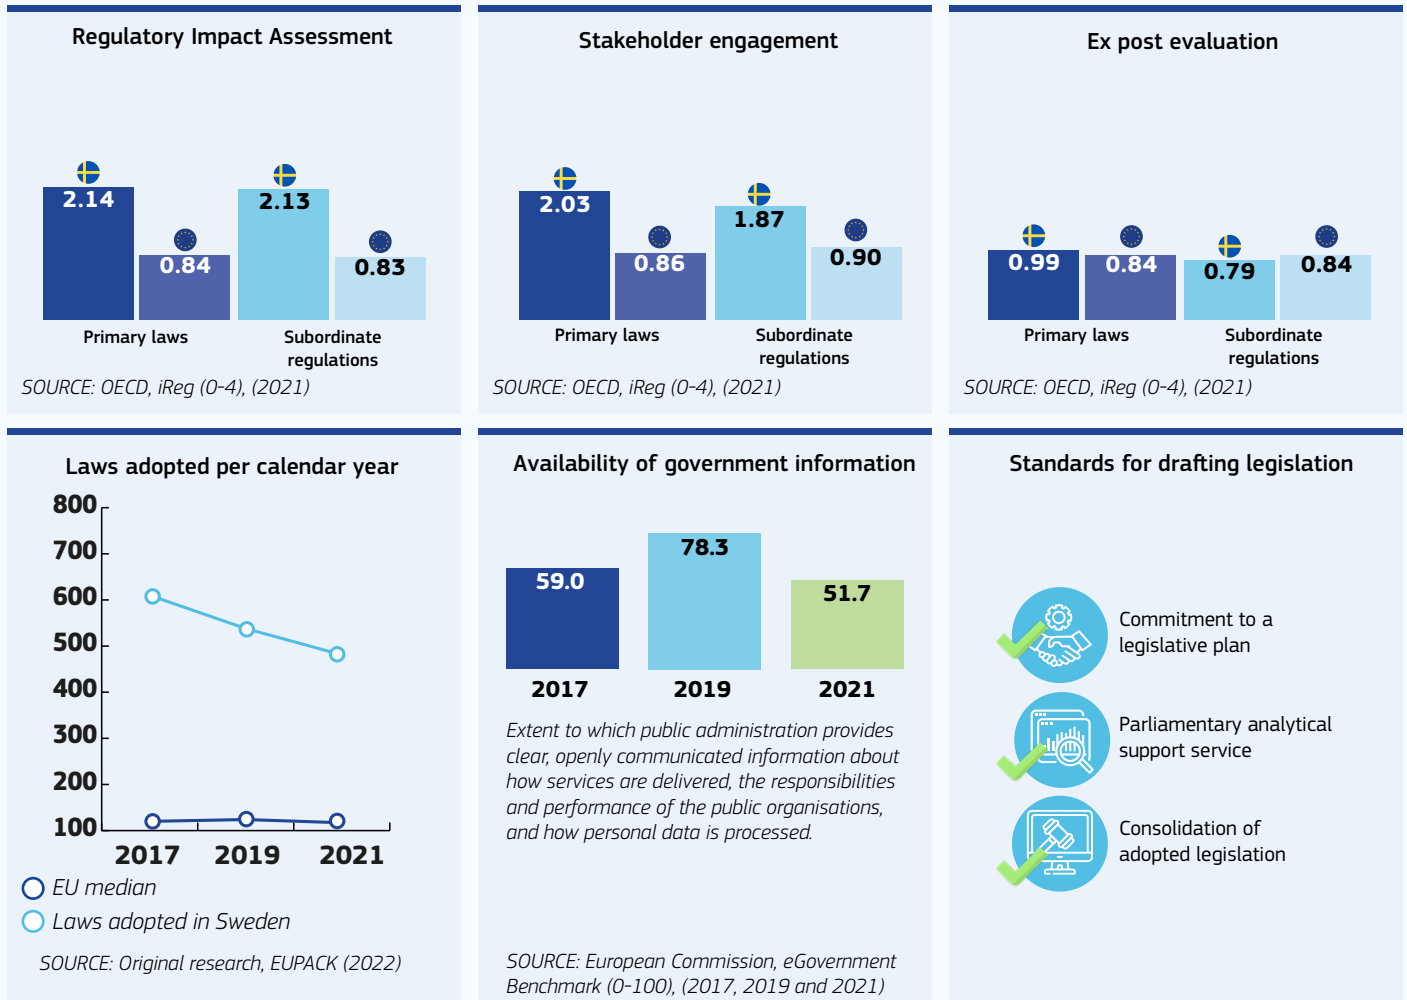 Regulatory Impact Assessment
2.14
0.84
2.13
0.83
Primary laws
Subordinate
regulations
SOURCE: OECD, iReg (0-4), (2021)
Stakeholder engagement
2.03
0.86
1.87
0.90
Primary laws
Subordinate
regulations
SOURCE: OECD, iReg (0-4), (2021)
Ex post evaluation
0.99
0.84
0.79
0.84
Primary laws
Subordinate
regulations
SOURCE: OECD, iReg (0-4), (2021)
Laws adopted per calendar year
800
700
600
500
400
300
200
100
2017 2019 2021
EU median
Laws adopted in Sweden
SOURCE: Original research, EUPACK (2022)
Availability of government information
59.0
78.3
51.7
2017 2019 2021
Extent to which public administration provides
clear, openly communicated information about
how services are delivered, the responsibilities
and performance of the public organisations,
and how personal data is processed.
SOURCE: European Commission, eGovernment
Benchmark (0-100), (2017, 2019 and 2021)
Standards for drafting legislation
Commitment to a
legislative plan
Parliamentary analytical
support service
Consolidation of
adopted legislation